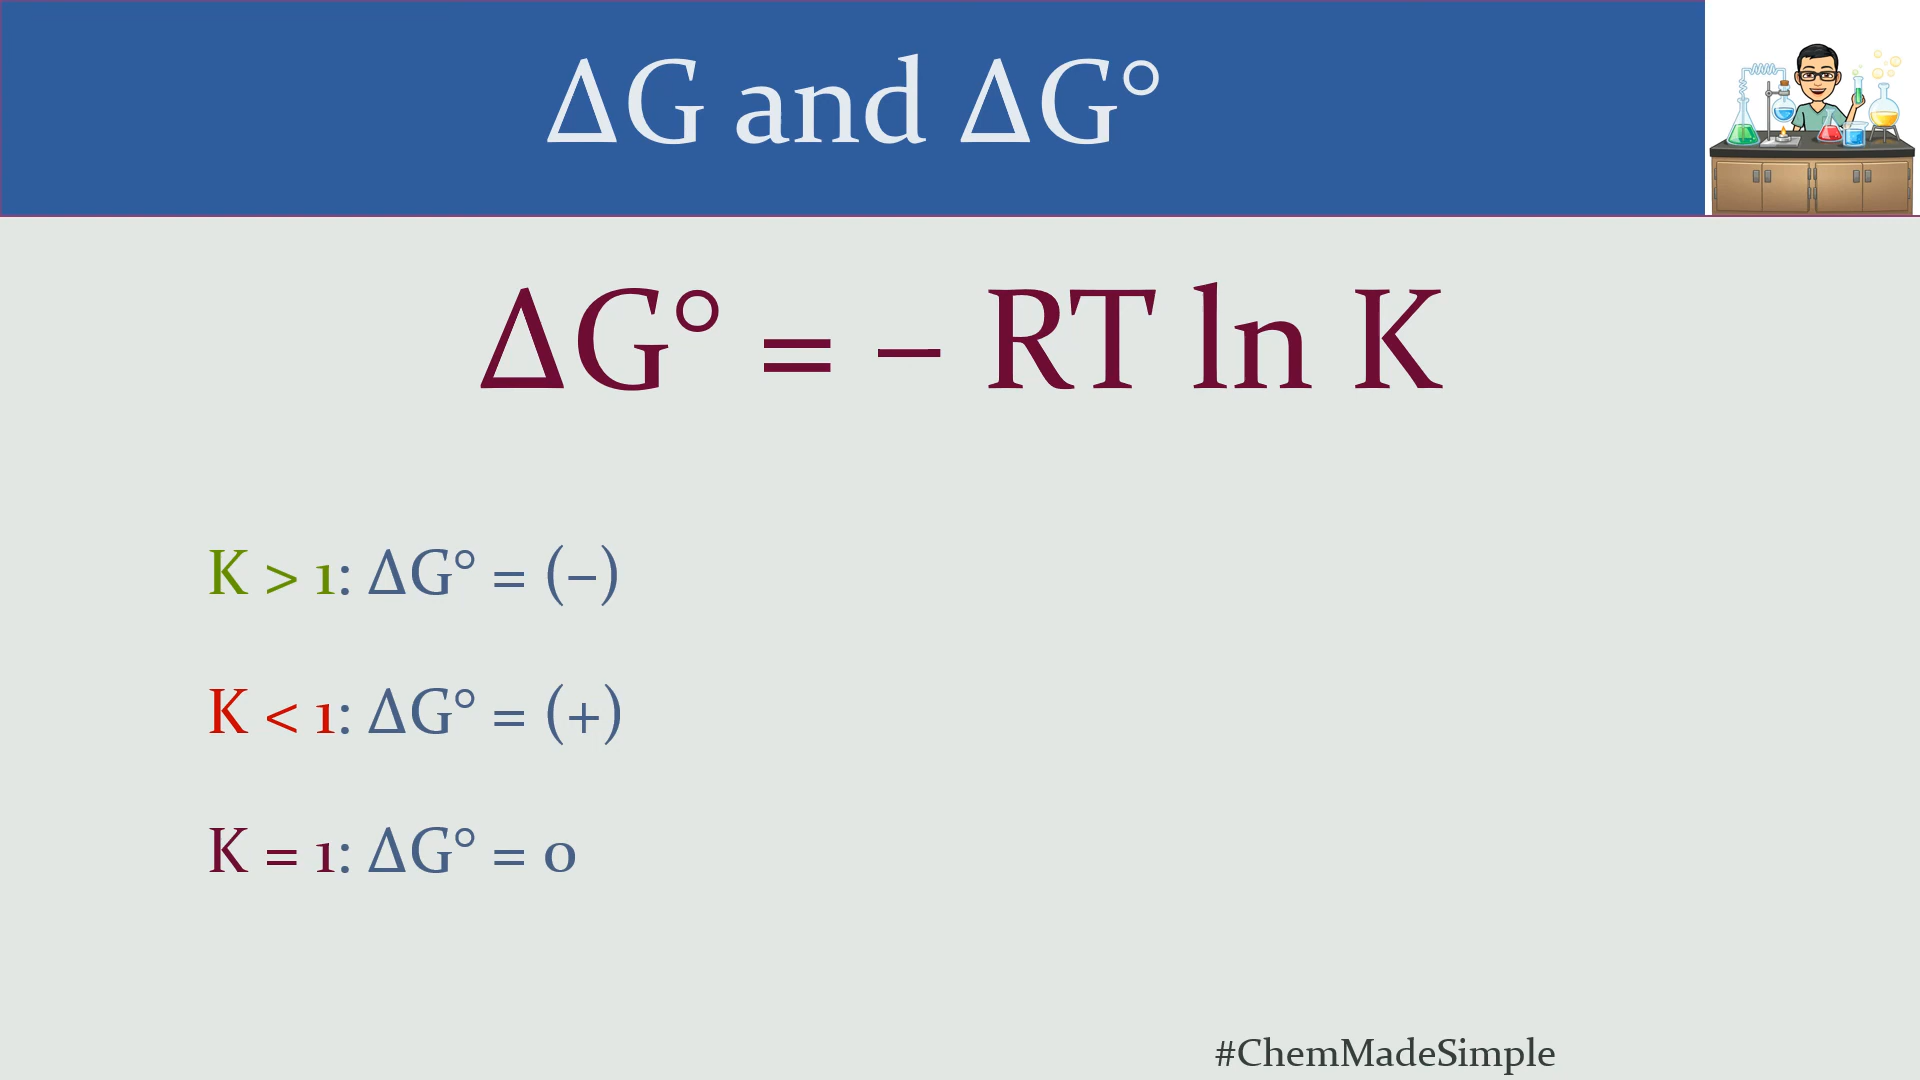 ΔG and ΔG°
ΔG° = – RT ln K
K > 1: ΔG° = (–)
K < 1: ΔG° = (+)
K = 1: ΔG° = 0
#ChemMadeSimple